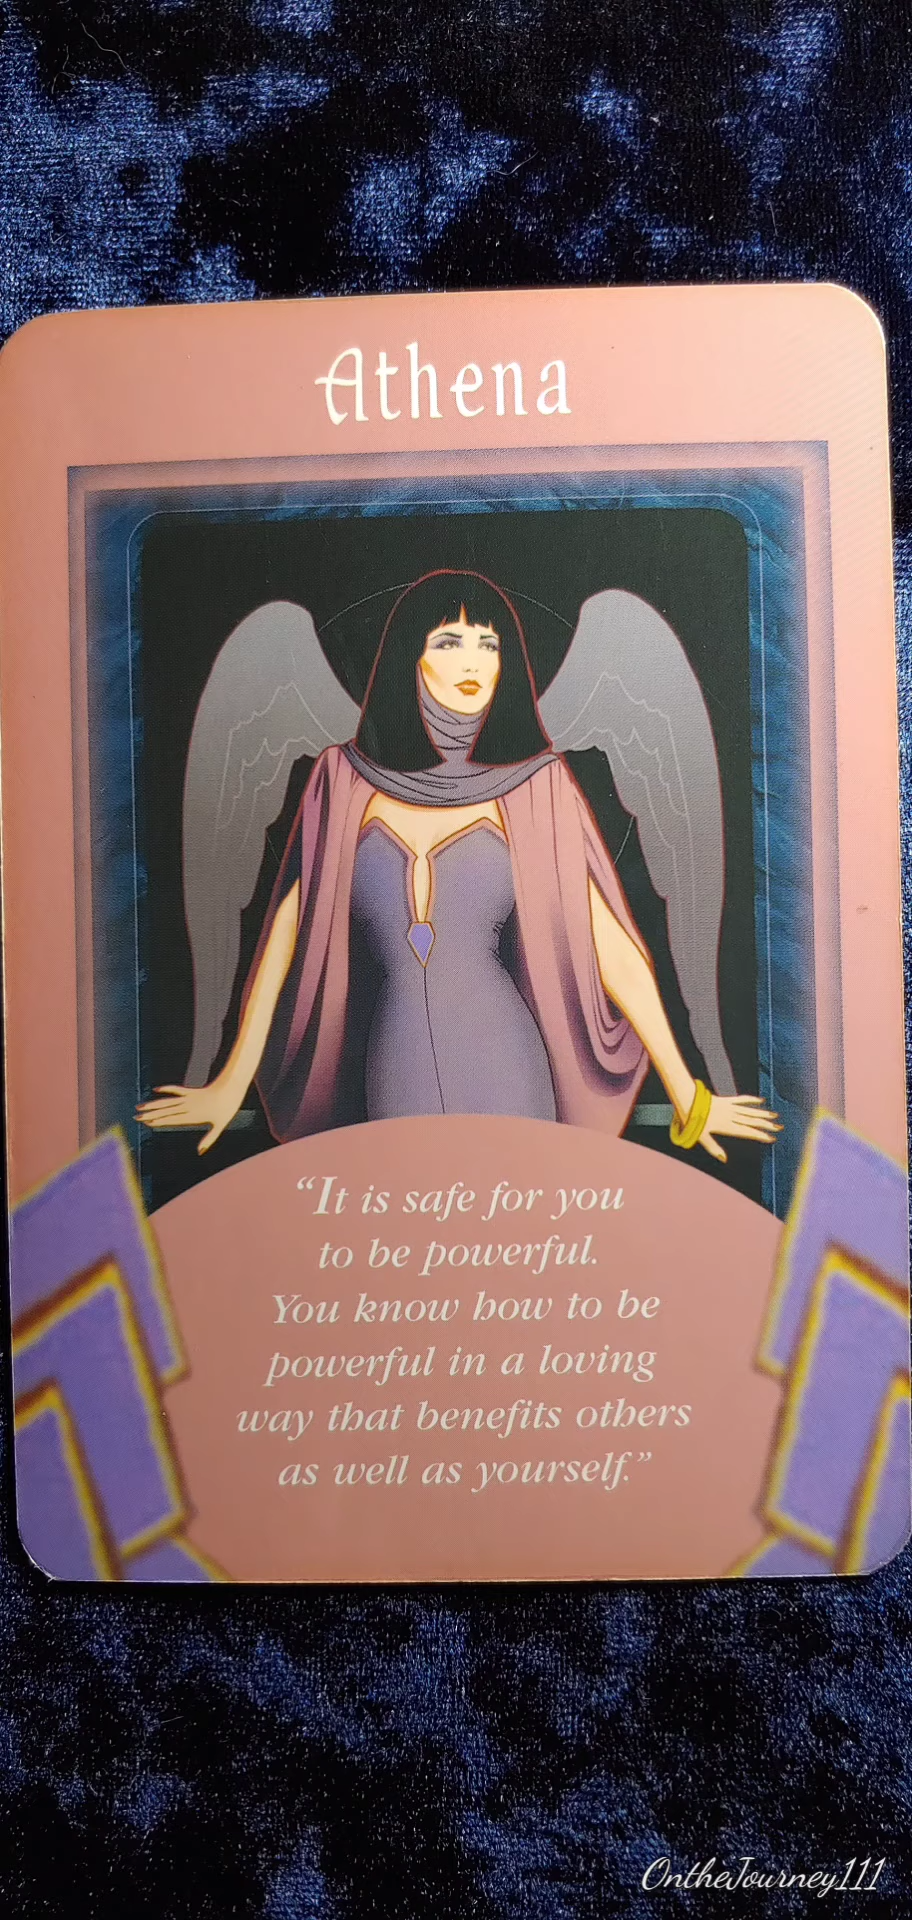 Athena
“It is safe for you
to be powerful.
You know how to be
powerful in a loving
way that benefits others
as well as yourself.”
OntheJourney111